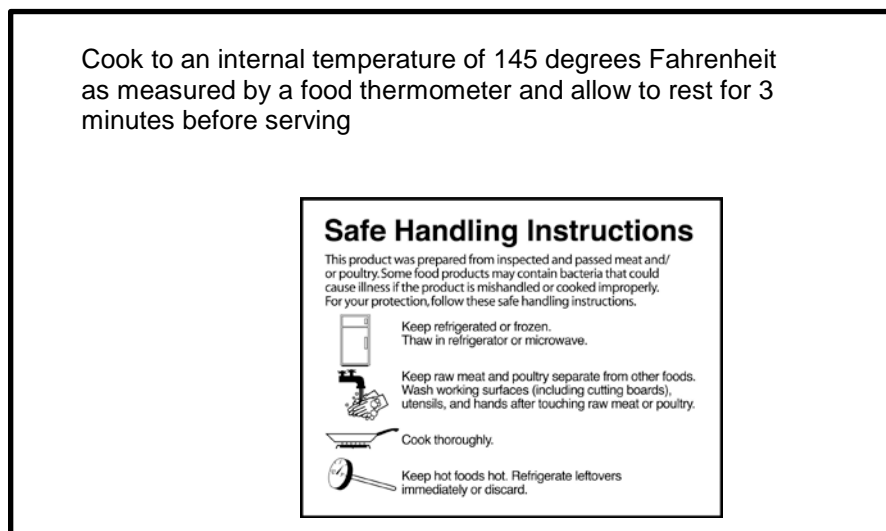 Cook to an internal temperature of 145 degrees Fahrenheit
as measured by a food thermometer and allow to rest for 3
minutes before serving
Safe Handling Instructions
This product was prepared from inspected and passed meat and/
or poultry. Some food products may contain bacteria that could
cause illness if the product is mishandled or cooked improperly.
For your protection, follow these safe handling instructions.
Keep refrigerated or frozen.
Thaw in refrigerator or microwave.
Keep raw meat and poultry separate from other foods.
Wash working surfaces (including cutting boards),
utensils, and hands after touching raw meat or poultry.
Cook thoroughly.
Keep hot foods hot. Refrigerate leftovers
immediately or discard.